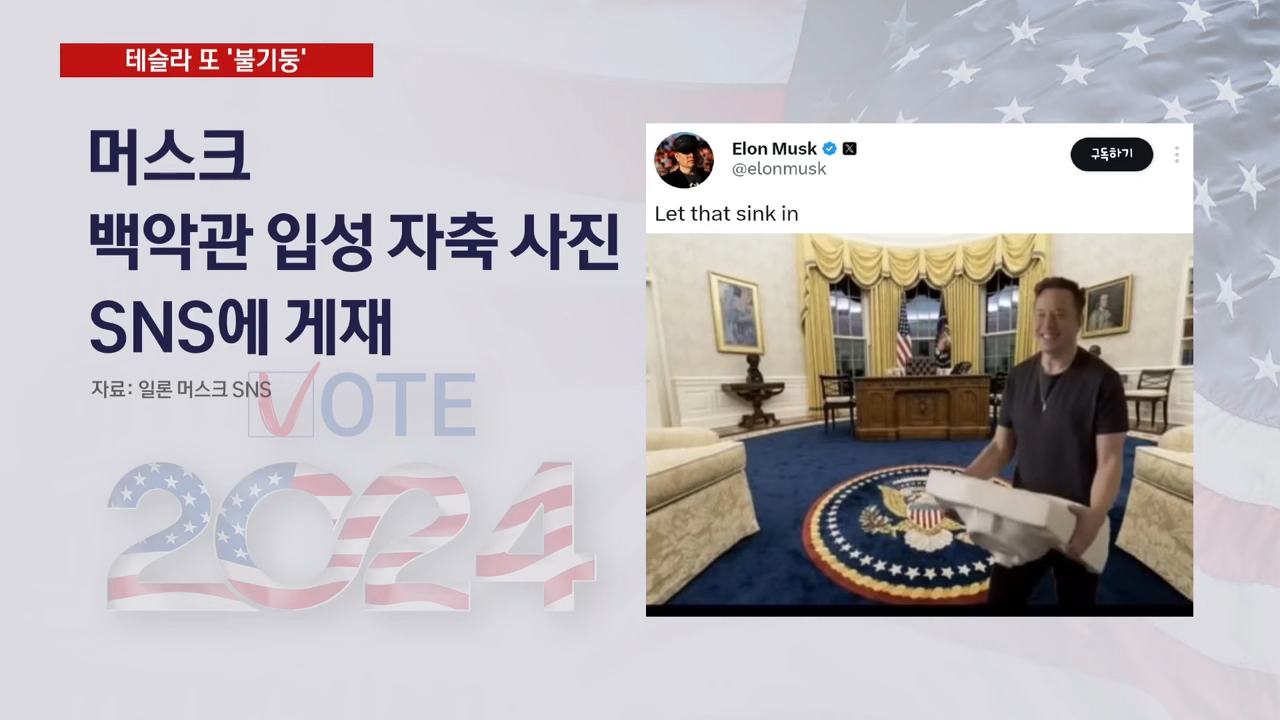 테슬라 또 '불기둥'
머스크
백악관 입성 자축 사진
SNS에 게재
자료: 일론 머스크 SNS
VOTE
2024
Elon Musk
@elonmusk
구독하기
Let that sink in